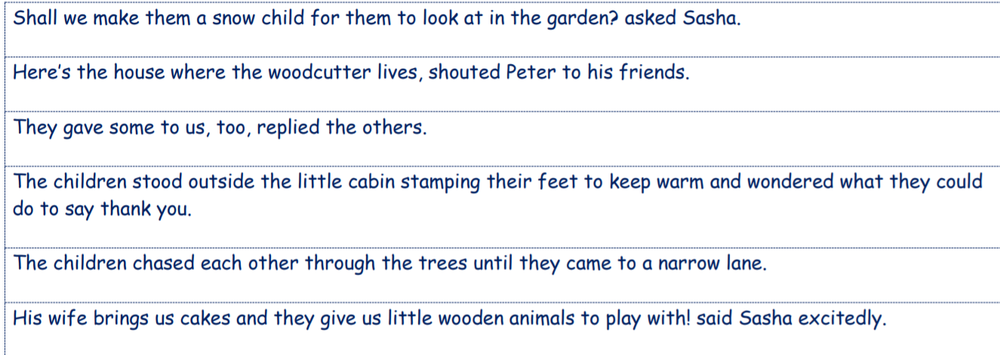 Shall we make them a snow child for them to look at in the garden? asked Sasha.
Here's the house where the woodcutter lives, shouted Peter to his friends.
They gave some to us, too, replied the others.
The children stood outside the little cabin stamping their feet to keep warm and wondered what they could
do to say thank you.
The children chased each other through the trees until they came to a narrow lane.
His wife brings us cakes and they give us little wooden animals to play with! said Sasha excitedly.